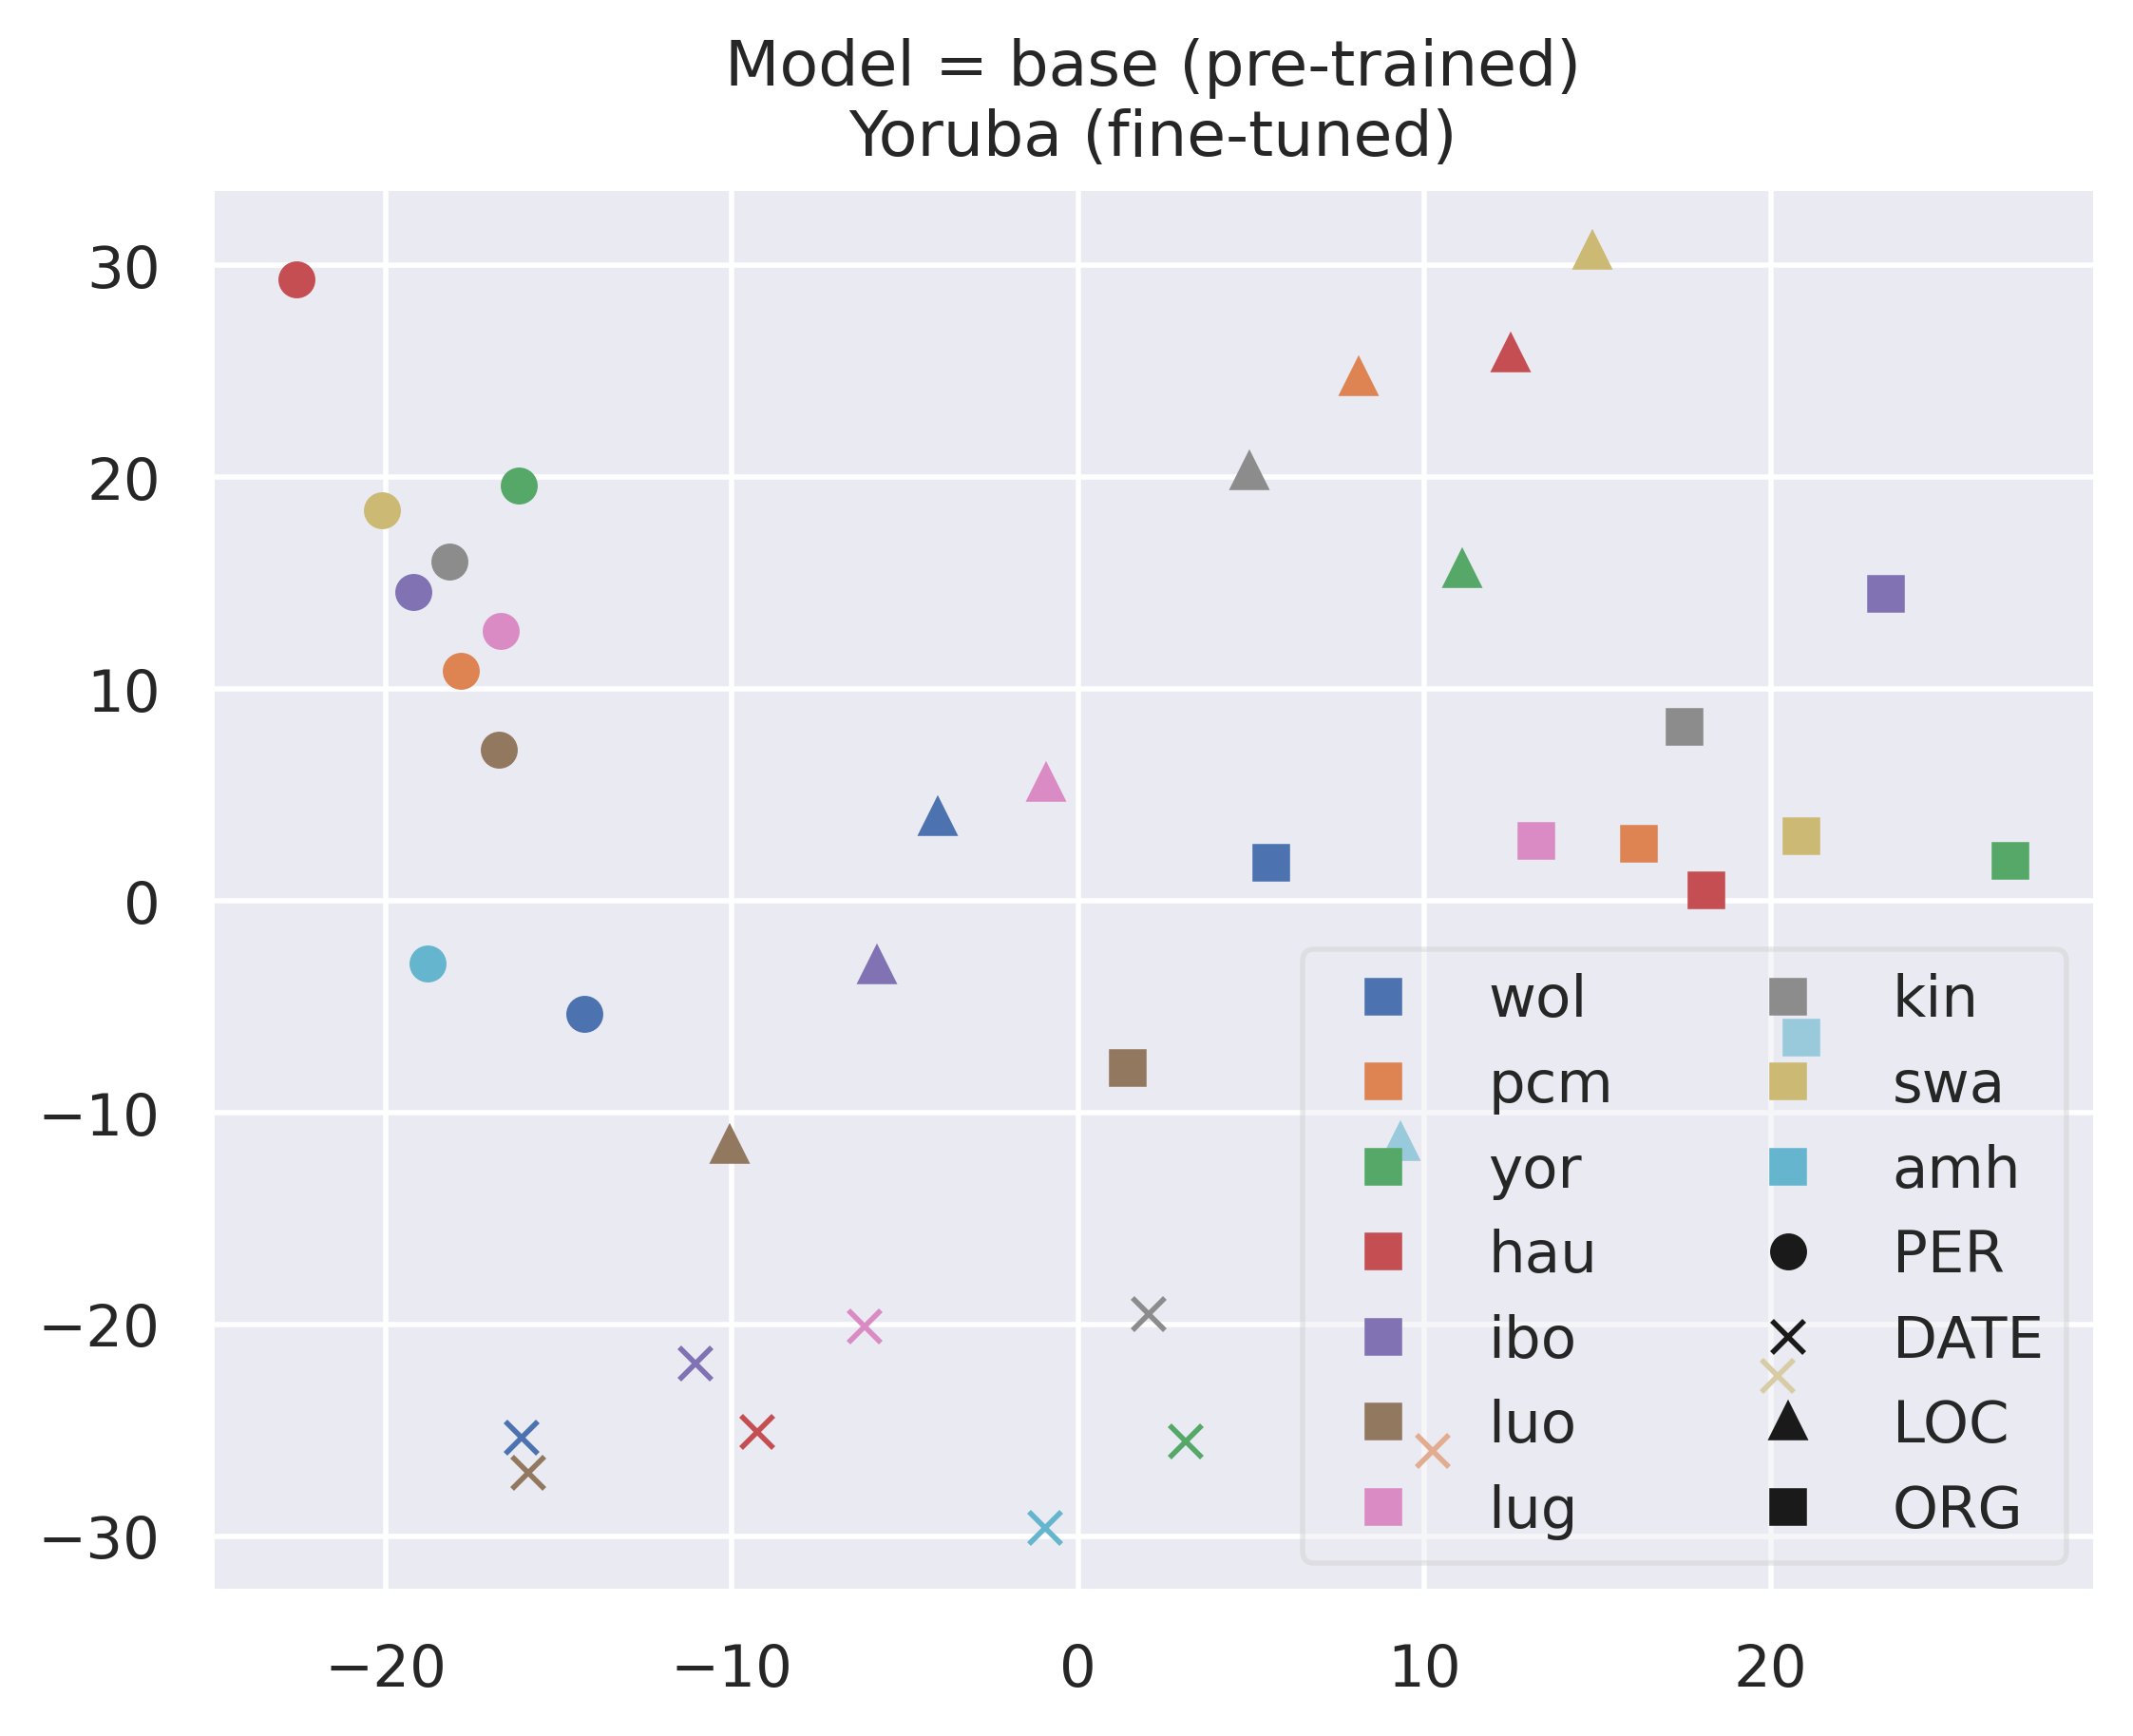 Model = base (pre-trained)
Yoruba (fine-tuned)
30
20
10
0
−10
−20
−30
wol
pcm
yor
hau
ibo
luo
lug
kin
swa
amh
PER
DATE
LOC
ORG
−20
−10
0
10
20